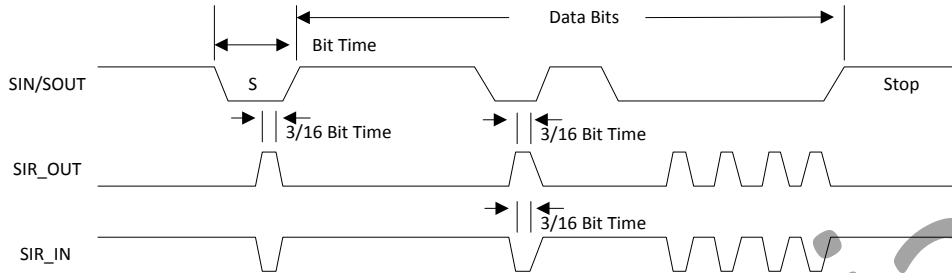 Data Bits
Bit Time
SIN/SOUT
S
Stop
3/16 Bit Time
3/16 Bit Time
SIR_OUT
3/16 Bit Time
SIR_IN